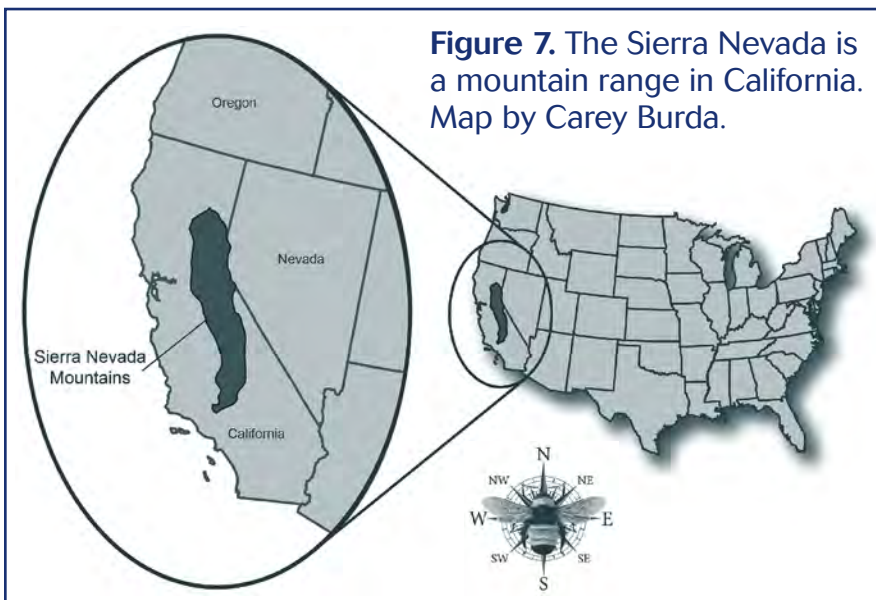 Figure 7. The Sierra Nevada is
a mountain range in California.
Map by Carey Burda.
Oregon
Nevada
Sierra Nevada
Mountains
California
N
NW NE
W E
SW SE
S